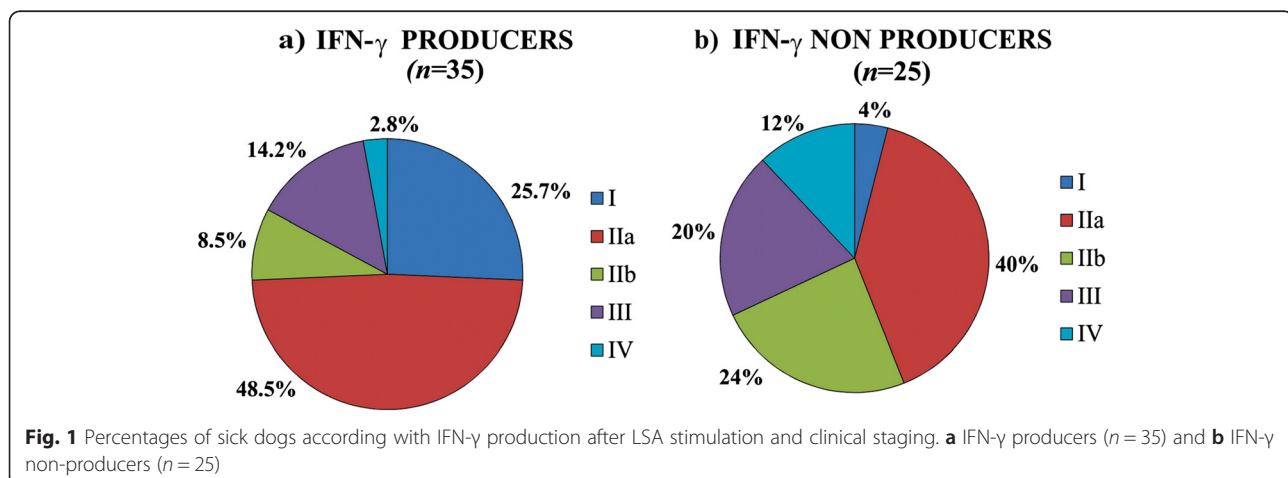 a) IFN-γ PRODUCERS
(n=35)
2.8%
14.2%
25.7%
8.5%
48.5%
I
IIa
IIb
III
IV
b) IFN-γ NON PRODUCERS
(n=25)
4%
12%
20%
40%
24%
I
IIa
IIb
III
IV
Fig. 1 Percentages of sick dogs according with IFN-γ production after LSA stimulation and clinical staging. a IFN-γ producers (n = 35) and b IFN-γ
non-producers (n = 25)